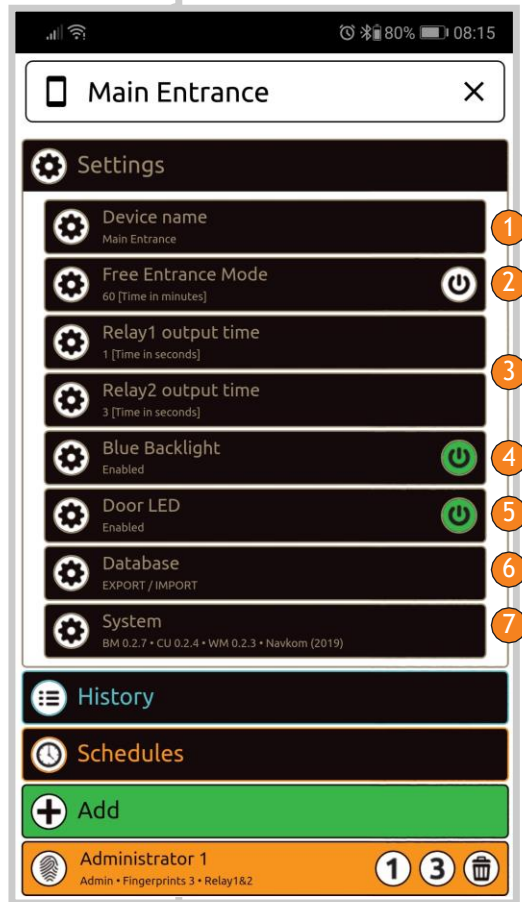 80% 08:15
Main Entrance
Settings
Device name
Main Entrance
1
Free Entrance Mode
60 [Time in minutes]
2
Relay1 output time
1 [Time in seconds]
3
Relay2 output time
3 [Time in seconds]
Blue Backlight
Enabled
4
Door LED
Enabled
5
Database
EXPORT / IMPORT
6
System
BM 0.2.7 • CU 0.2.4 • WM 0.2.3 • Navkom (2019)
7
History
Schedules
Add
Administrator 1
Admin • Fingerprints 3 • Relay1&2
1 3